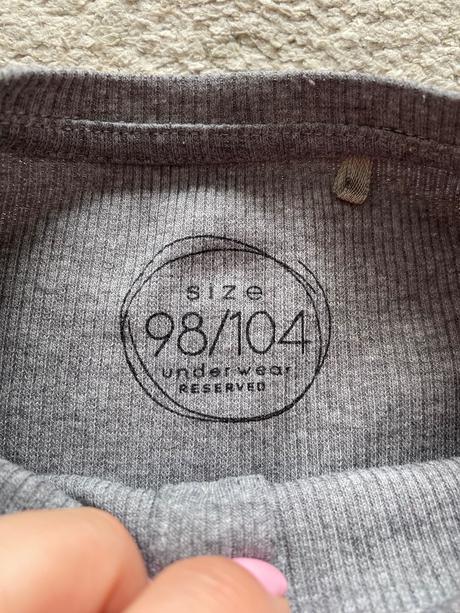 size
98/104
underwear
RESERVED